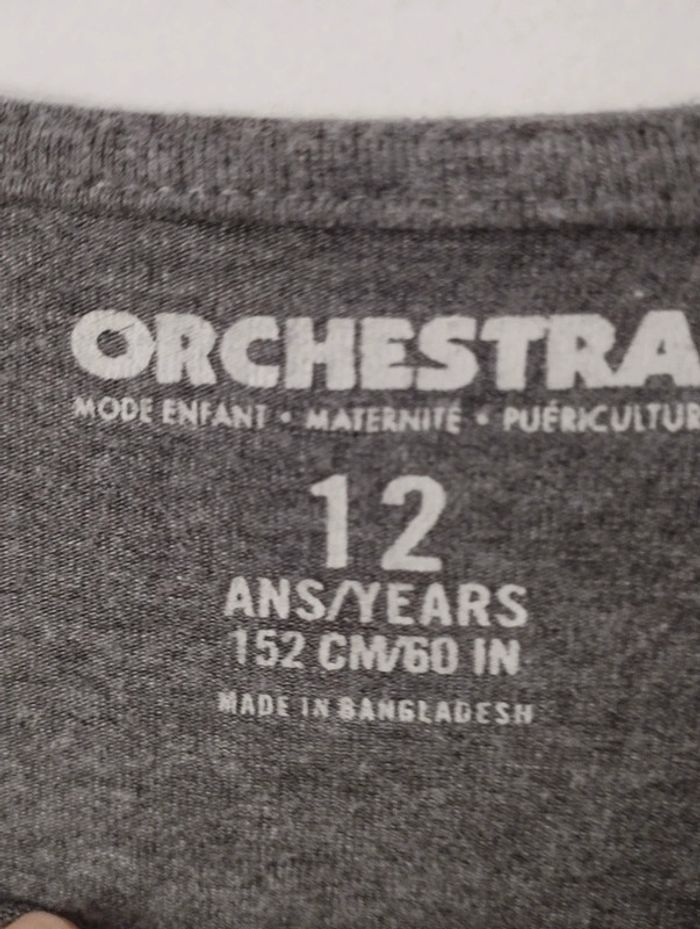 ORCHESTRA
MODE ENFANT • MATERNITÉ • PUÉRICULTUR
12
ANS/YEARS
152 CM/60 IN
MADE IN BANGLADESH